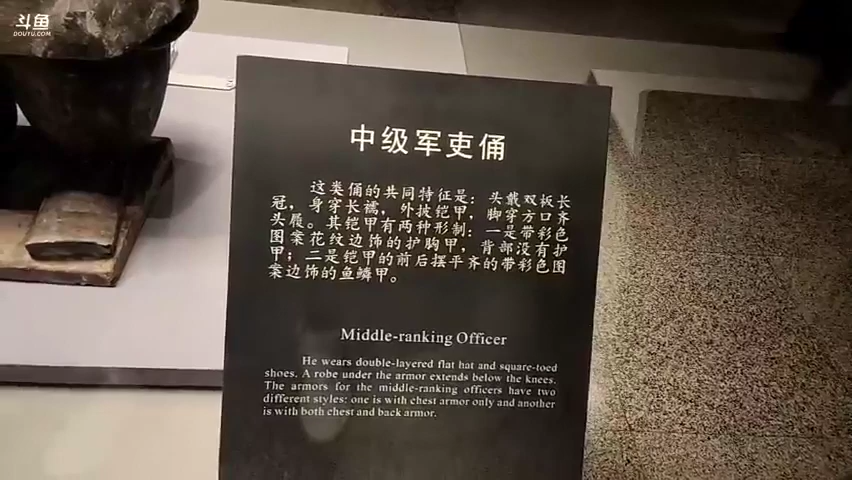 斗鱼
DOUYU.COM
中级军吏俑
这类俑的共同特征是：头戴双板长
冠，身穿长襦，外披铠甲，脚穿方口齐
头履。其铠甲有两种形制：一是带彩色
图案花纹边饰的护胸甲，背部没有护
甲；二是铠甲的前后摆平齐的带彩色图
案边饰的鱼鳞甲。
Middle-ranking Officer
He wears double-layered flat hat and square-toed
shoes. A robe under the armor extends below the knees.
The armors for the middle-ranking officers have two
different styles: one is with chest armor only and another
is with both chest and back armor.